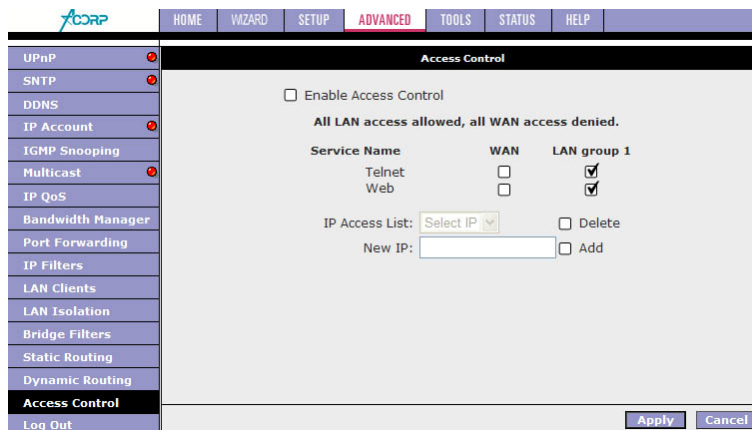 ACORP
HOME WIZARD SETUP ADVANCED TOOLS STATUS HELP
UPnP
SNTP
DDNS
IP Account
IGMP Snooping
Multicast
IP QoS
Bandwidth Manager
Port Forwarding
IP Filters
LAN Clients
LAN Isolation
Bridge Filters
Static Routing
Dynamic Routing
Access Control
Log Out
Access Control
Enable Access Control
All LAN access allowed, all WAN access denied.
Service Name WAN LAN group 1
Telnet
Web
IP Access List: Select IP Delete
New IP: Add
Apply Cancel